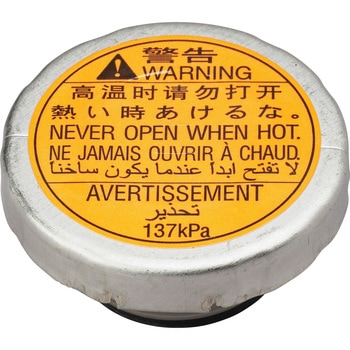 警告
WARNING
高温时请勿打开
熱い時あけるな。
NEVER OPEN WHEN HOT.
NE JAMAIS OUVRIR À CHAUD.
لا تفتح ابداً عندما يكون ساخناً
AVERTISSEMENT
تحذير
137kPa